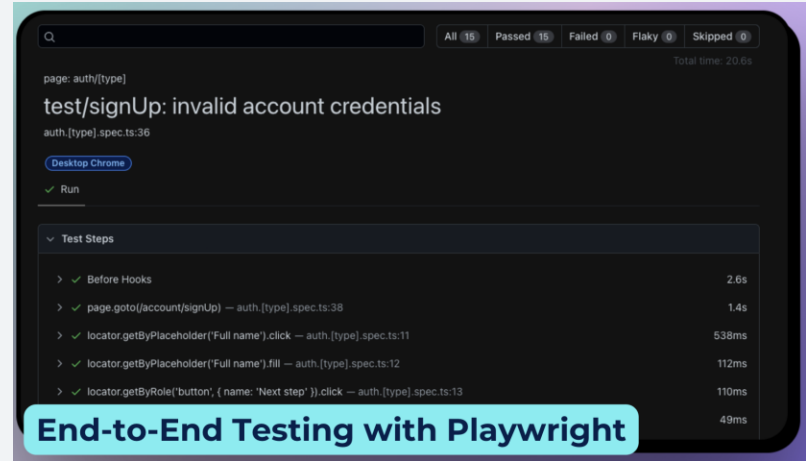 All 15 Passed 15 Failed 0 Flaky 0 Skipped 0
Total time: 20.6s
page: auth/[type]
test/signUp: invalid account credentials
auth.[type].spec.ts:36
Desktop Chrome
Run
Test Steps
Before Hooks 2.6s
page.goto(/account/signUp) — auth.[type].spec.ts:38 1.4s
locator.getByPlaceholder('Full name').click — auth.[type].spec.ts:11 538ms
locator.getByPlaceholder('Full name').fill — auth.[type].spec.ts:12 112ms
locator.getByRole('button', { name: 'Next step' }).click — auth.[type].spec.ts:13 110ms
49ms
End-to-End Testing with Playwright